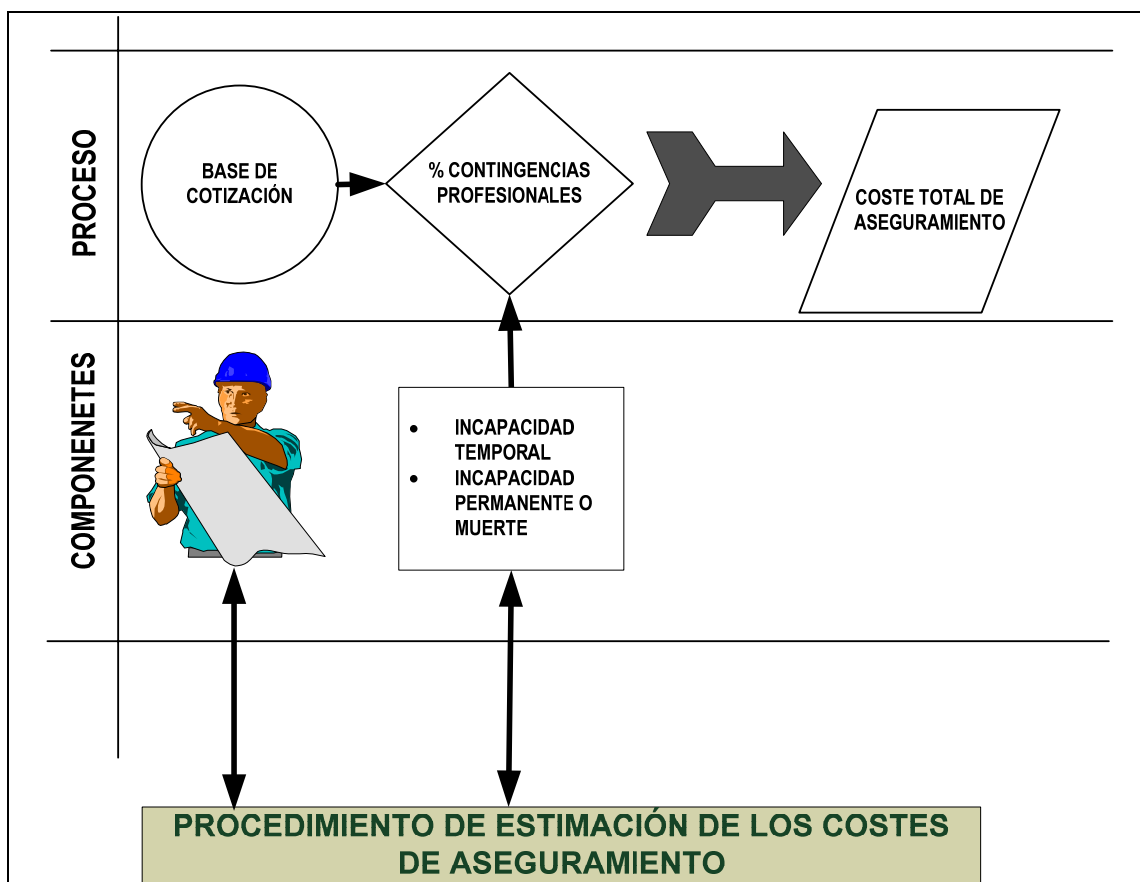 PROCESO
BASE DE
COTIZACIÓN
% CONTINGENCIAS
PROFESIONALES
COSTE TOTAL DE
ASEGURAMIENTO
COMPONENETES
• INCAPACIDAD
TEMPORAL
• INCAPACIDAD
PERMANENTE O
MUERTE
PROCEDIMIENTO DE ESTIMACIÓN DE LOS COSTES
DE ASEGURAMIENTO